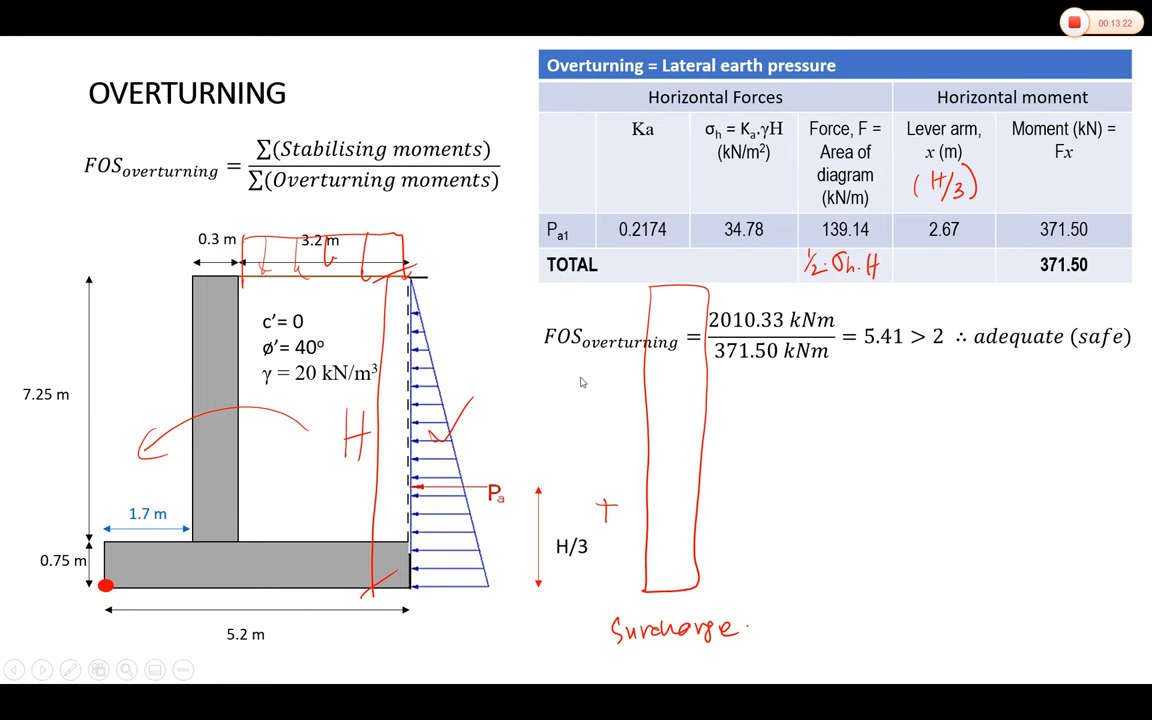 00:13:22
OVERTURNING
FOS_overturning = ∑(Stabilising moments) / ∑(Overturning moments)
Overturning = Lateral earth pressure
Horizontal Forces
Horizontal moment
Ka
σh = Ka.γH (kN/m²)
Force, F = Area of diagram (kN/m)
Lever arm, x (m)
(H/3)
Moment (kN) = Fx
Pa1 0.2174 34.78 139.14 2.67 371.50
TOTAL 1/2·σh·H 371.50
FOS_overturning = 2010.33 kNm / 371.50 kNm = 5.41 > 2 ∴ adequate (safe)
0.3 m
3.2 m
c'= 0
ø'= 40o
γ = 20 kN/m³
7.25 m
H
Pa
+
1.7 m
H/3
0.75 m
5.2 m
Surcharge.